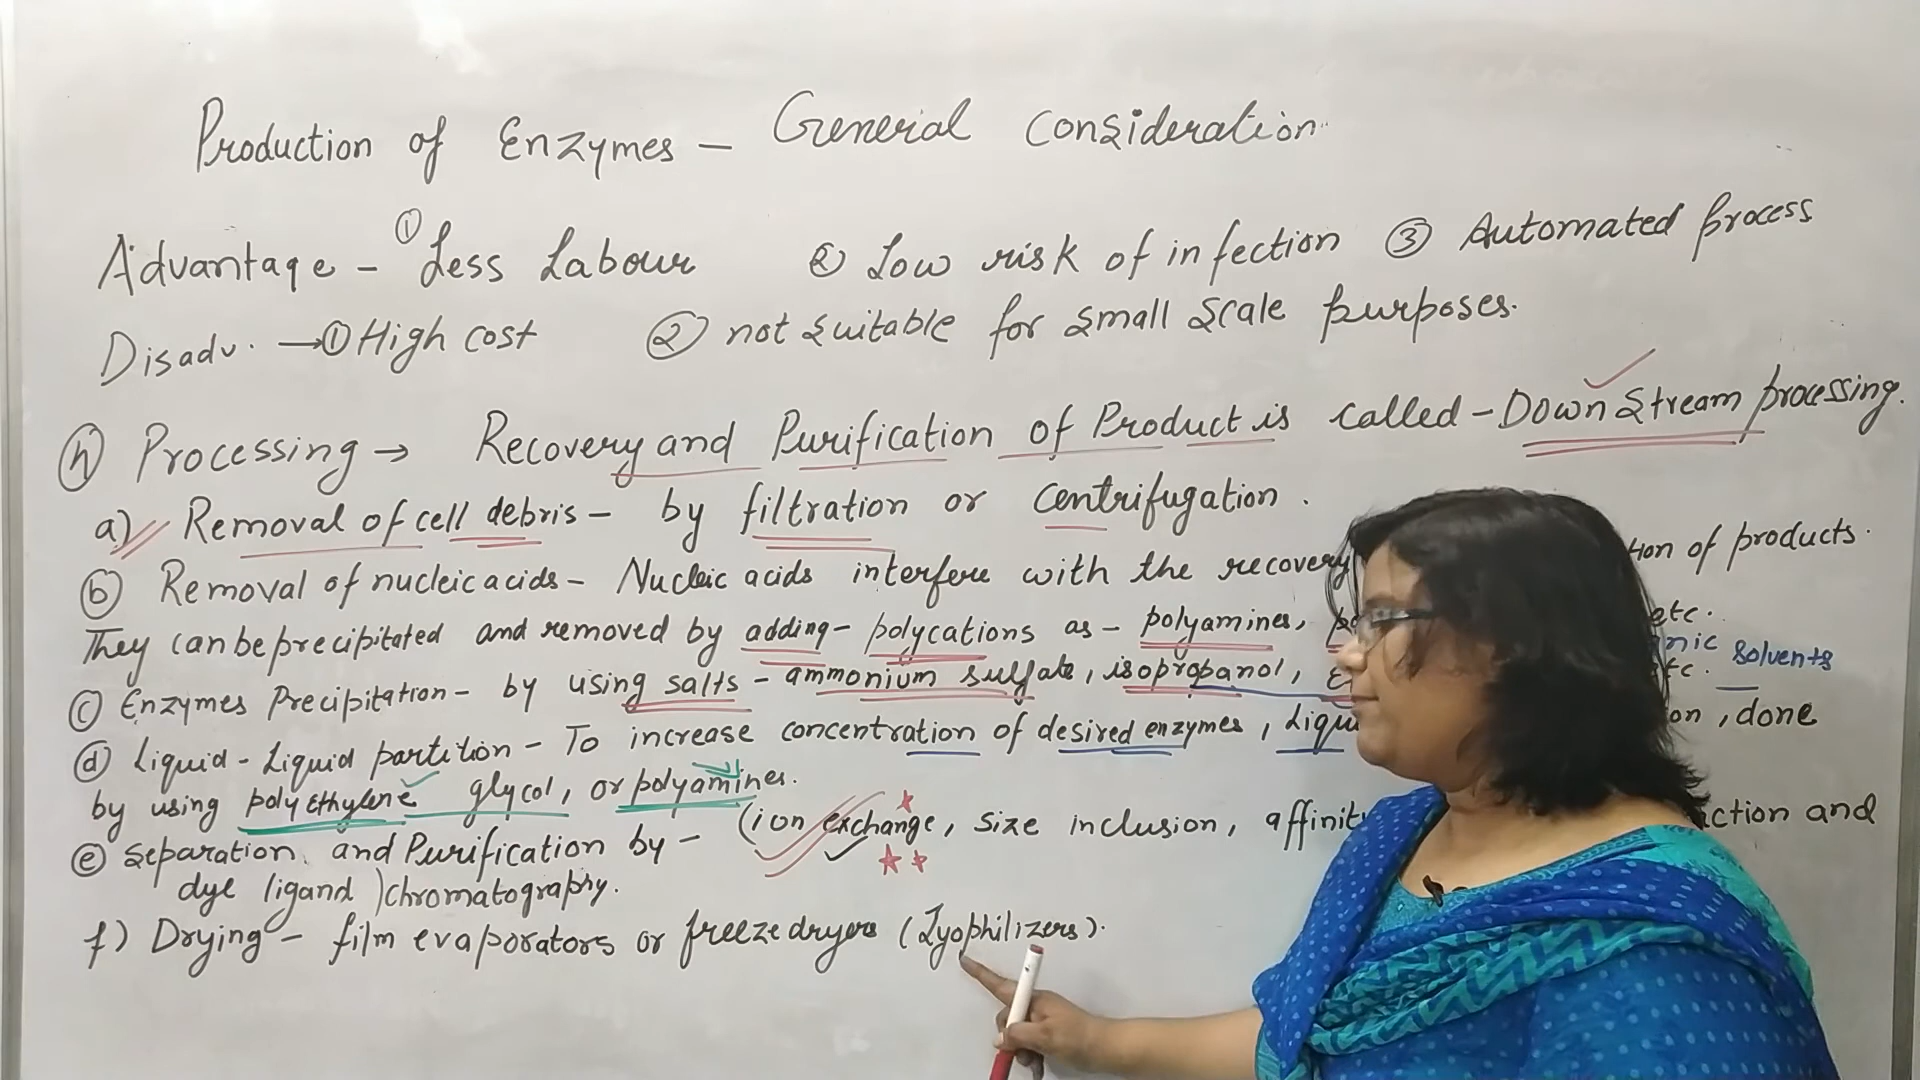 Production of Enzymes - General consideration
Advantage - ① Less Labour ② Low risk of infection ③ Automated process
Disadv. → ① High cost ② not suitable for small scale purposes.
(h) Processing → Recovery and Purification of Product is called - Down Stream processing.
a) Removal of cell debris - by filtration or centrifugation.
(b) Removal of nucleic acids - Nucleic acids interfere with the recovery of products.
They can be precipitated and removed by adding - polycations as - polyamines, etc.
(c) Enzymes Precipitation - by using salts - ammonium sulfate, isopropanol, solvents
(d) Liquid - Liquid partition - To increase concentration of desired enzymes, , done
by using polyethylene glycol, or polyamines.
(e) Separation and Purification by - (ion exchange, size inclusion, and
dye ligand) chromatography.
f) Drying - film evaporators or freeze dryers (Lyophilizers).